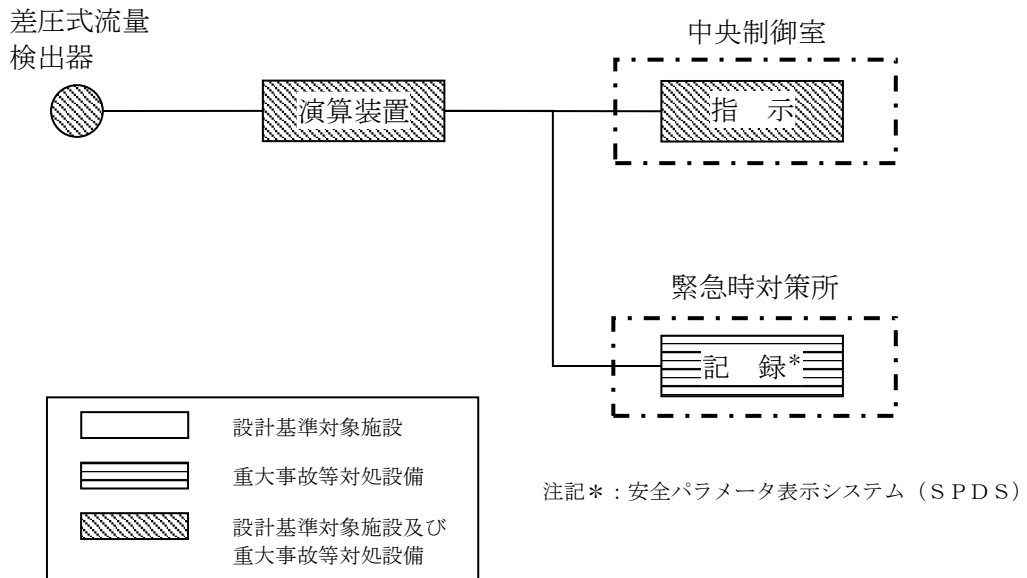 差圧式流量
検出器
中央制御室
演算装置
指 示
緊急時対策所
記 録*
設計基準対象施設
重大事故等対処設備
設計基準対象施設及び
重大事故等対処設備
注記*:安全パラメータ表示システム(SPDS)